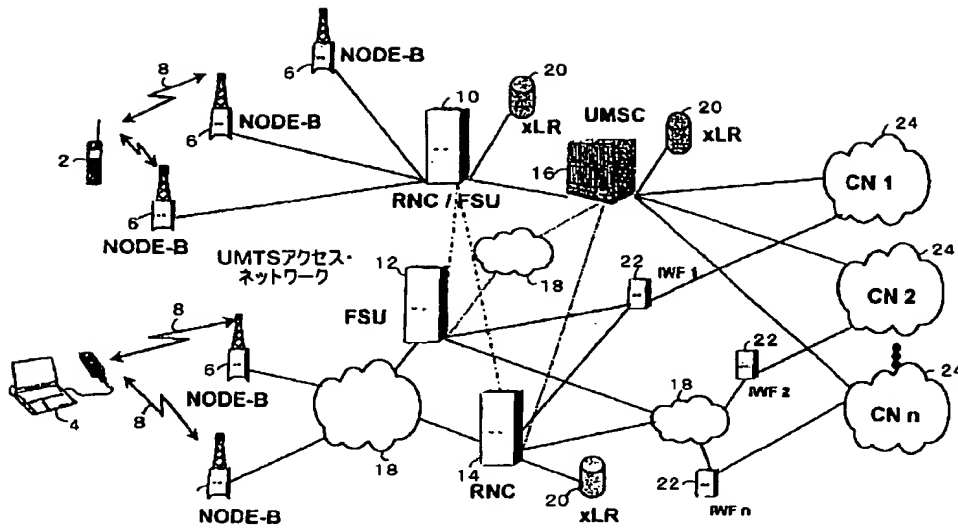 NODE-B
6
8
NODE-B
6
2
6
NODE-B
10
20
xLR
RNC / FSU
UMSC
16
20
xLR
24
CN 1
UMTSアクセス・
ネットワーク
12
FSU
18
22
IWF 1
24
CN 2
8
6
NODE-B
4
8
18
NODE-B
14
RNC
20
xLR
18
22
IWF 2
22
IWF n
24
CN n